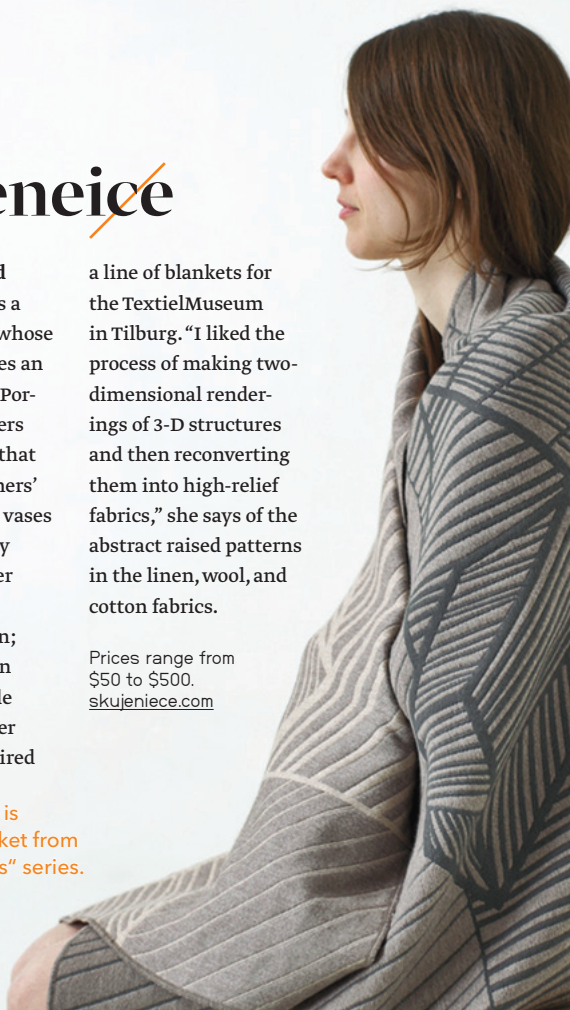 eneice
d
s a
whose
es an
Por-
ers
that
ners’
vases
y
er
n;
n
le
er
ired
is
ket from
s“ series.
a line of blankets for
the TextielMuseum
in Tilburg. “I liked the
process of making two-
dimensional render-
ings of 3-D structures
and then reconverting
them into high-relief
fabrics,” she says of the
abstract raised patterns
in the linen, wool, and
cotton fabrics.
Prices range from
$50 to $500.
skujeniece.com